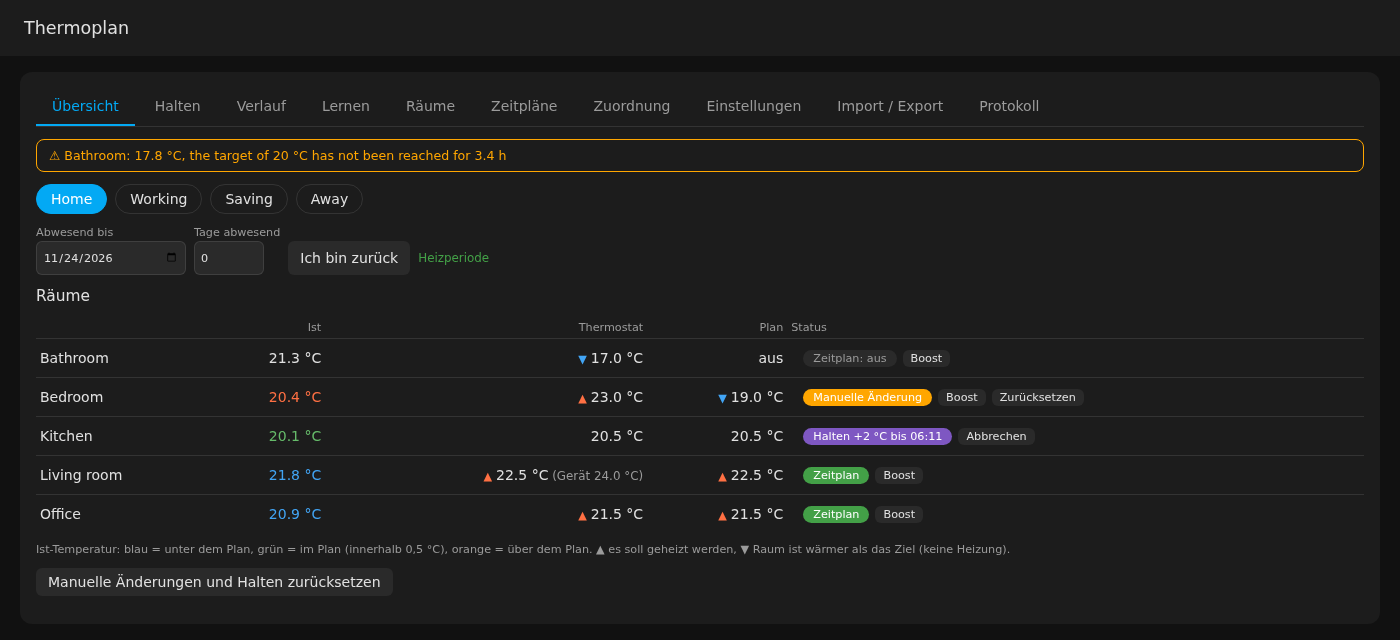 Thermoplan
Übersicht Halten Verlauf Lernen Räume Zeitpläne Zuordnung Einstellungen Import / Export Protokoll
⚠ Bathroom: 17.8 °C, the target of 20 °C has not been reached for 3.4 h
Home Working Saving Away
Abwesend bis Tage abwesend
11/24/2026 0 Ich bin zurück Heizperiode
Räume
Ist Thermostat Plan Status
Bathroom 21.3 °C ▼ 17.0 °C aus Zeitplan: aus Boost
Bedroom 20.4 °C ▲ 23.0 °C ▼ 19.0 °C Manuelle Änderung Boost Zurücksetzen
Kitchen 20.1 °C 20.5 °C 20.5 °C Halten +2 °C bis 06:11 Abbrechen
Living room 21.8 °C ▲ 22.5 °C (Gerät 24.0 °C) ▲ 22.5 °C Zeitplan Boost
Office 20.9 °C ▲ 21.5 °C ▲ 21.5 °C Zeitplan Boost
Ist-Temperatur: blau = unter dem Plan, grün = im Plan (innerhalb 0,5 °C), orange = über dem Plan. ▲ es soll geheizt werden, ▼ Raum ist wärmer als das Ziel (keine Heizung).
Manuelle Änderungen und Halten zurücksetzen